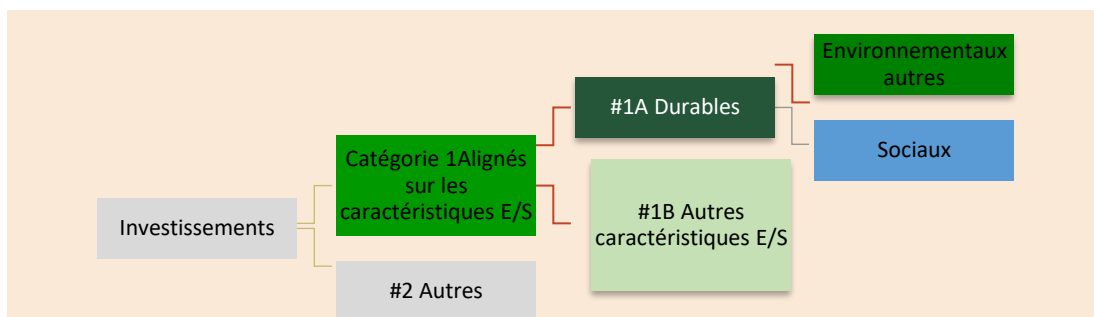 Investissements
Catégorie 1Alignés
sur les
caractéristiques E/S
#2 Autres
#1A Durables
#1B Autres
caractéristiques E/S
Environnementaux
autres
Sociaux